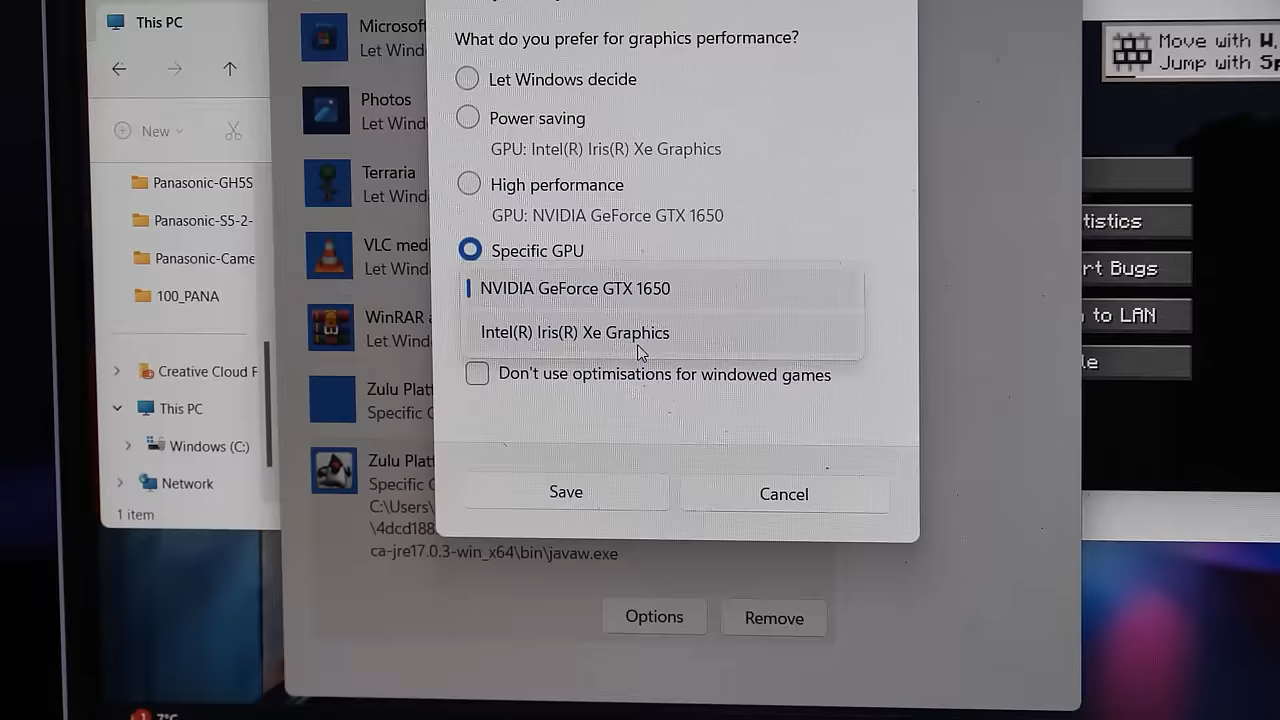 This PC
New
Panasonic-GH5S
Panasonic-S5-2-
Panasonic-Came
100_PANA
Creative Cloud F
This PC
Windows (C:)
Network
1 item
Microsoft
Let Wind
Photos
Let Wind
Terraria
Let Wind
VLC med
Let Wind
WinRAR a
Let Wind
Zulu Platf
Specific G
Zulu Platf
Specific G
C:\Users\
\4dcd188
ca-jre17.0.3-win_x64\bin\javaw.exe
Options
Remove
What do you prefer for graphics performance?
Let Windows decide
Power saving
GPU: Intel(R) Iris(R) Xe Graphics
High performance
GPU: NVIDIA GeForce GTX 1650
Specific GPU
NVIDIA GeForce GTX 1650
Intel(R) Iris(R) Xe Graphics
Don't use optimisations for windowed games
Save
Cancel
Move with W,
Jump with Sp
tistics
rt Bugs
to LAN
le
1
7°C